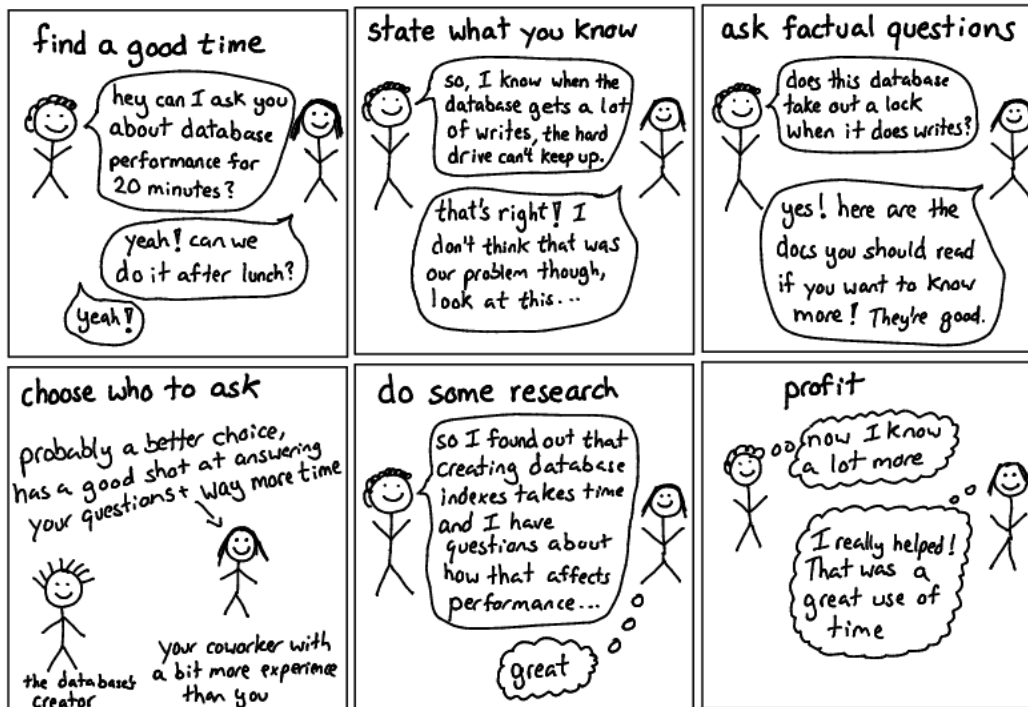 find a good time
hey can I ask you
about database
performance for
20 minutes?
yeah! can we
do it after lunch?
yeah!
state what you know
so, I know when the
database gets a lot
of writes, the hard
drive can't keep up.
that's right! I
don't think that was
our problem though,
look at this...
ask factual questions
does this database
take out a lock
when it does writes?
yes! here are the
docs you should read
if you want to know
more! They're good.
choose who to ask
probably a better choice,
has a good shot at answering
your questions + way more time
the database's
creator
your coworker with
a bit more experience
than you
do some research
so I found out that
creating database
indexes takes time
and I have
questions about
how that affects
performance...
great
profit
now I know
a lot more
I really helped!
That was a
great use of
time